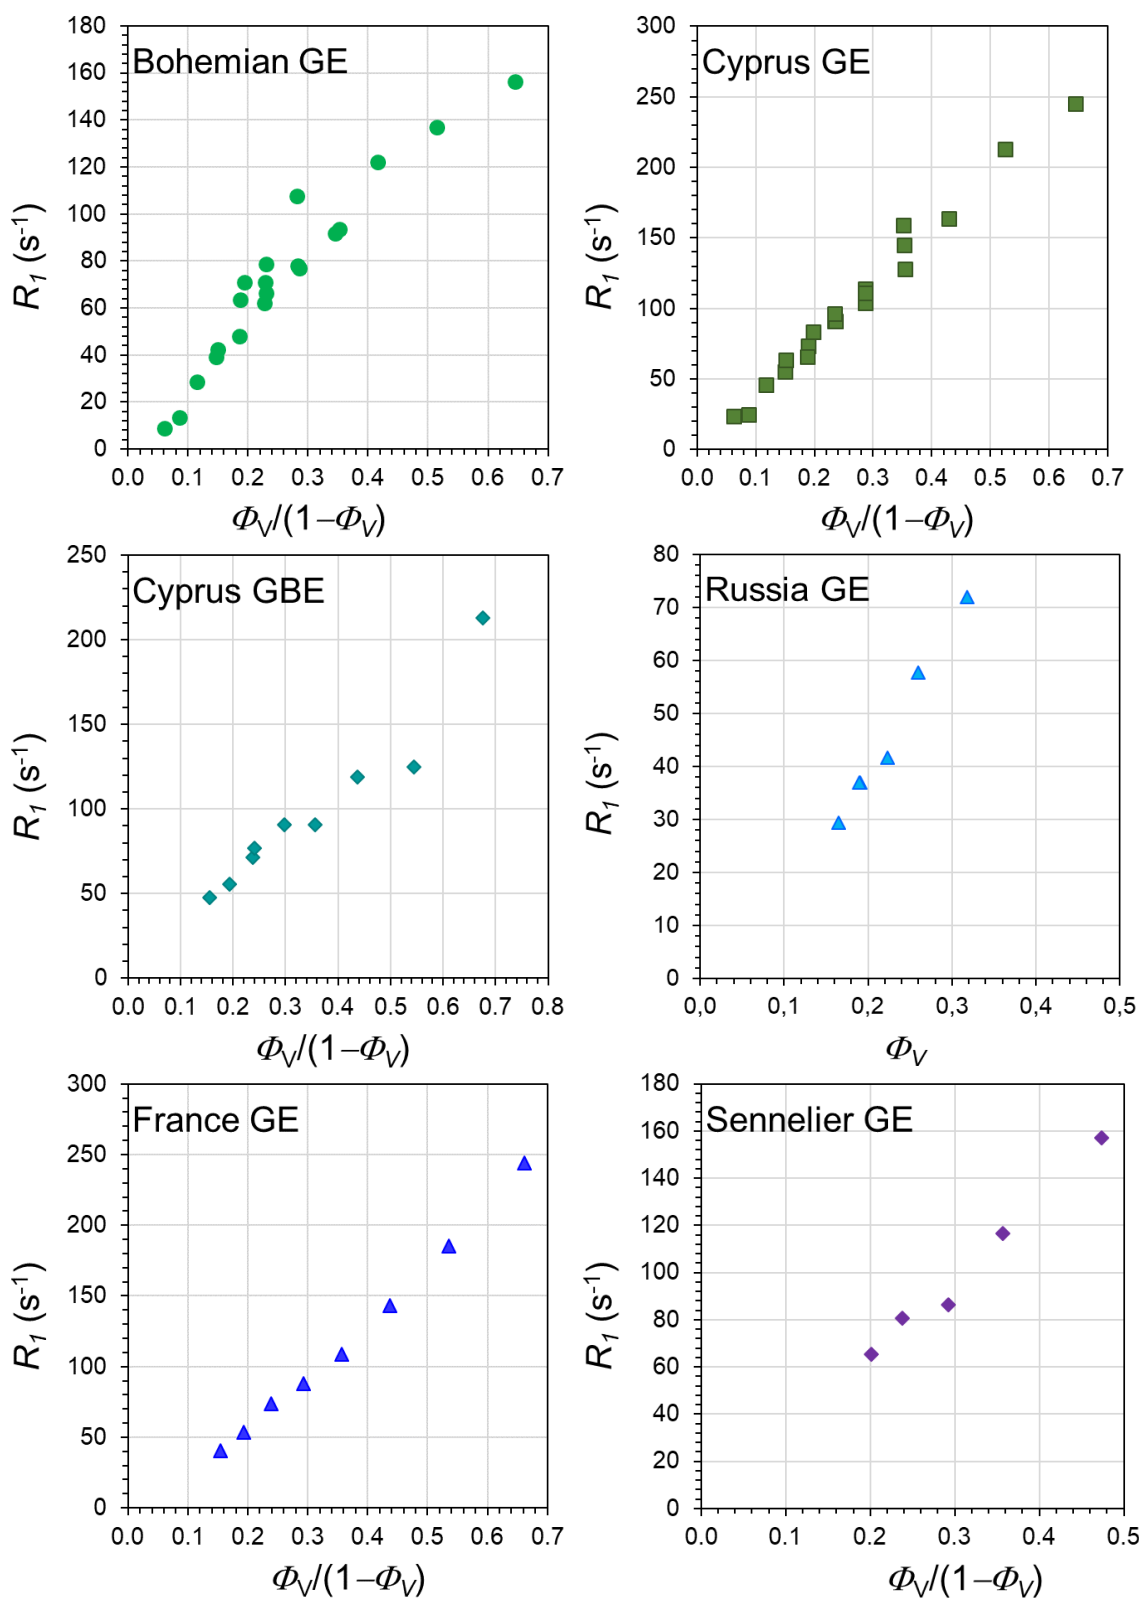 Bohemian GE
R1 (s-1)
180
160
140
120
100
80
60
40
20
0
0.0 0.1 0.2 0.3 0.4 0.5 0.6 0.7
ΦV/(1–ΦV)
Cyprus GE
R1 (s-1)
300
250
200
150
100
50
0
0.0 0.1 0.2 0.3 0.4 0.5 0.6 0.7
ΦV/(1–ΦV)
Cyprus GBE
R1 (s-1)
250
200
150
100
50
0
0.0 0.1 0.2 0.3 0.4 0.5 0.6 0.7 0.8
ΦV/(1–ΦV)
Russia GE
R1 (s-1)
80
70
60
50
40
30
20
10
0
0,0 0,1 0,2 0,3 0,4 0,5
ΦV
France GE
R1 (s-1)
300
250
200
150
100
50
0
0.0 0.1 0.2 0.3 0.4 0.5 0.6 0.7
ΦV/(1–ΦV)
Sennelier GE
R1 (s-1)
180
160
140
120
100
80
60
40
20
0
0.0 0.1 0.2 0.3 0.4 0.5
ΦV/(1–ΦV)